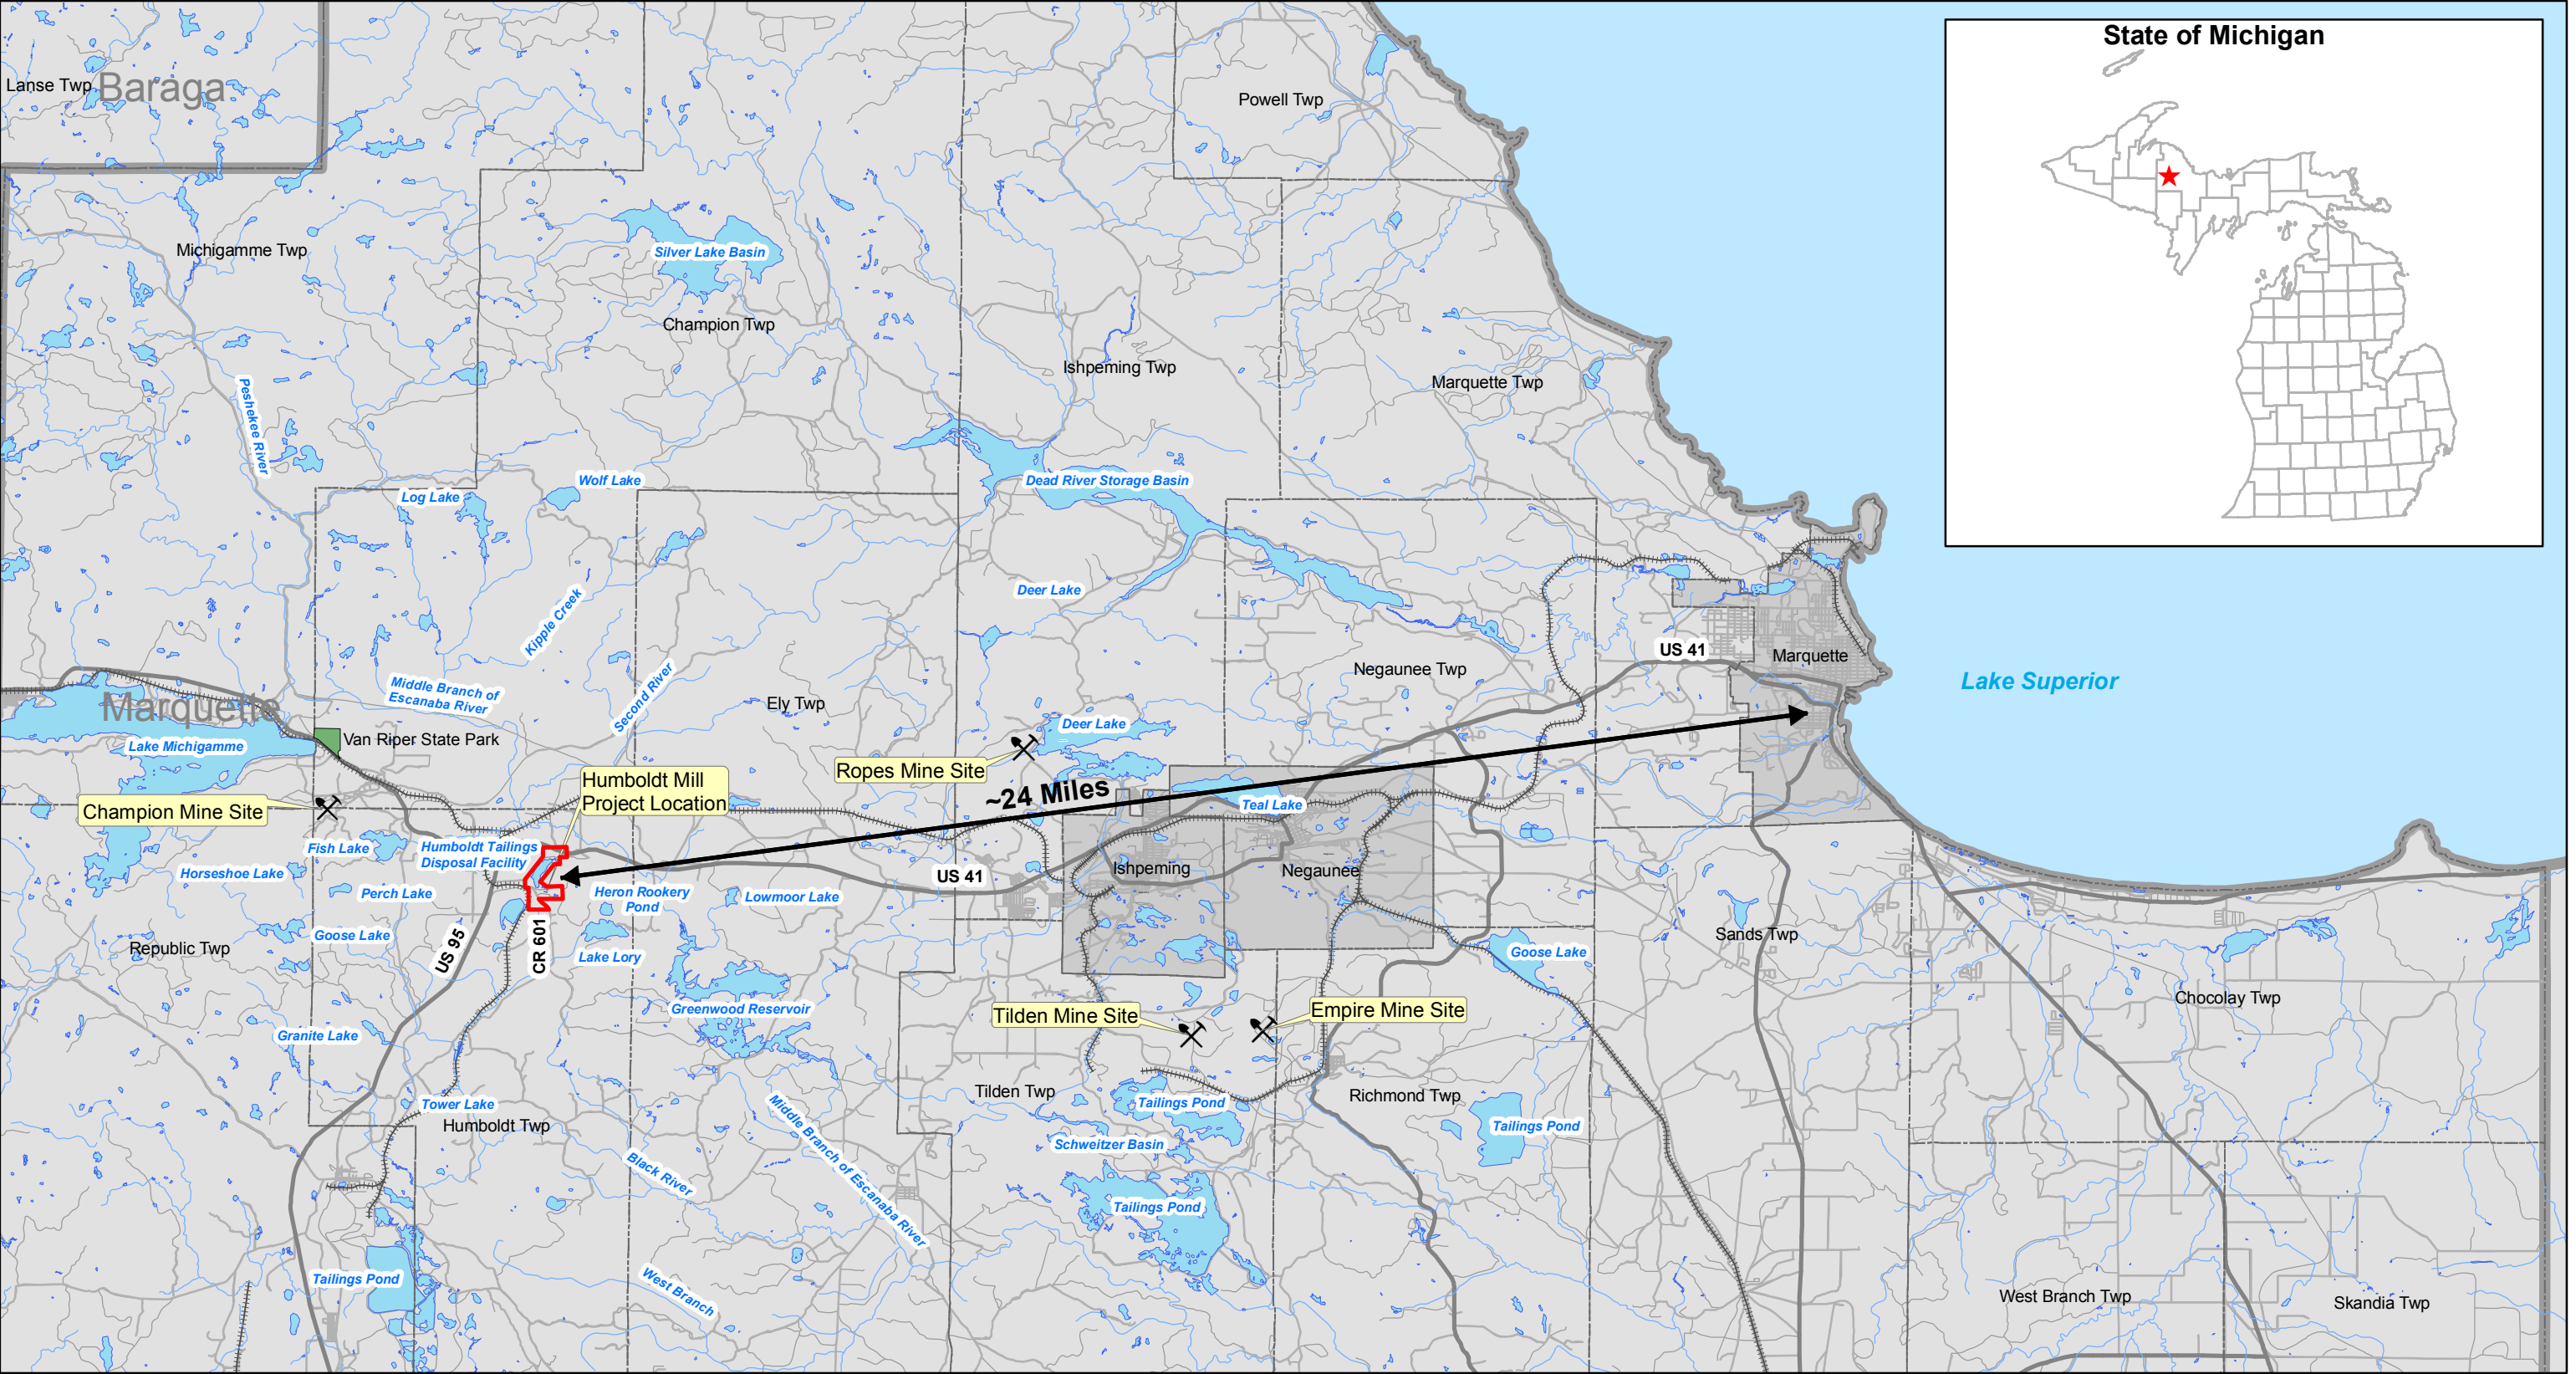 State of Michigan
Lanse Twp
Baraga
Powell Twp
Michigamme Twp
Silver Lake Basin
Champion Twp
Ishpeming Twp
Marquette Twp
Peshekee River
Log Lake
Wolf Lake
Dead River Storage Basin
Deer Lake
Kipple Creek
Second River
Middle Branch of
Escanaba River
Ely Twp
Negaunee Twp
US 41
Marquette
Lake Superior
Marquette
Lake Michigamme
Van Riper State Park
Deer Lake
Ropes Mine Site
Humboldt Mill
Project Location
Champion Mine Site
~24 Miles
Teal Lake
Fish Lake
Humboldt Tailings
Disposal Facility
Horseshoe Lake
Perch Lake
Heron Rookery
Pond
Lowmoor Lake
US 41
Ishpeming
Negaunee
Goose Lake
Republic Twp
US 95
CR 601
Lake Lory
Goose Lake
Sands Twp
Chocolay Twp
Greenwood Reservoir
Tilden Mine Site
Empire Mine Site
Granite Lake
Tilden Twp
Richmond Twp
Tower Lake
Humboldt Twp
Tailings Pond
Tailings Pond
Schweitzer Basin
Middle Branch of Escanaba River
Black River
Tailings Pond
Tailings Pond
West Branch
West Branch Twp
Skandia Twp